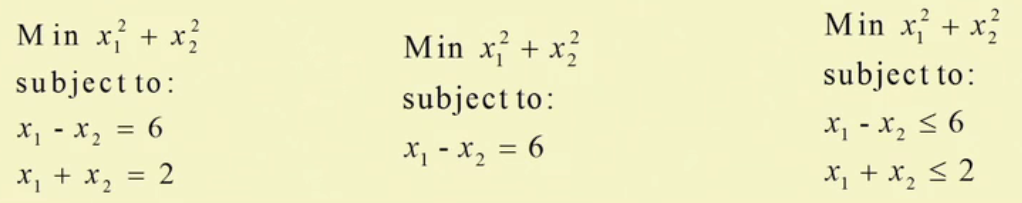 Min x₁² + x₂²
subject to:
x₁ - x₂ = 6
x₁ + x₂ = 2
Min x₁² + x₂²
subject to:
x₁ - x₂ = 6
Min x₁² + x₂²
subject to:
x₁ - x₂ ≤ 6
x₁ + x₂ ≤ 2